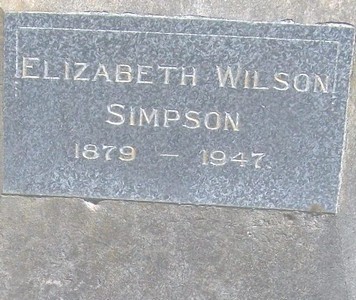 ELIZABETH WILSON
SIMPSON
1879 – 1947.